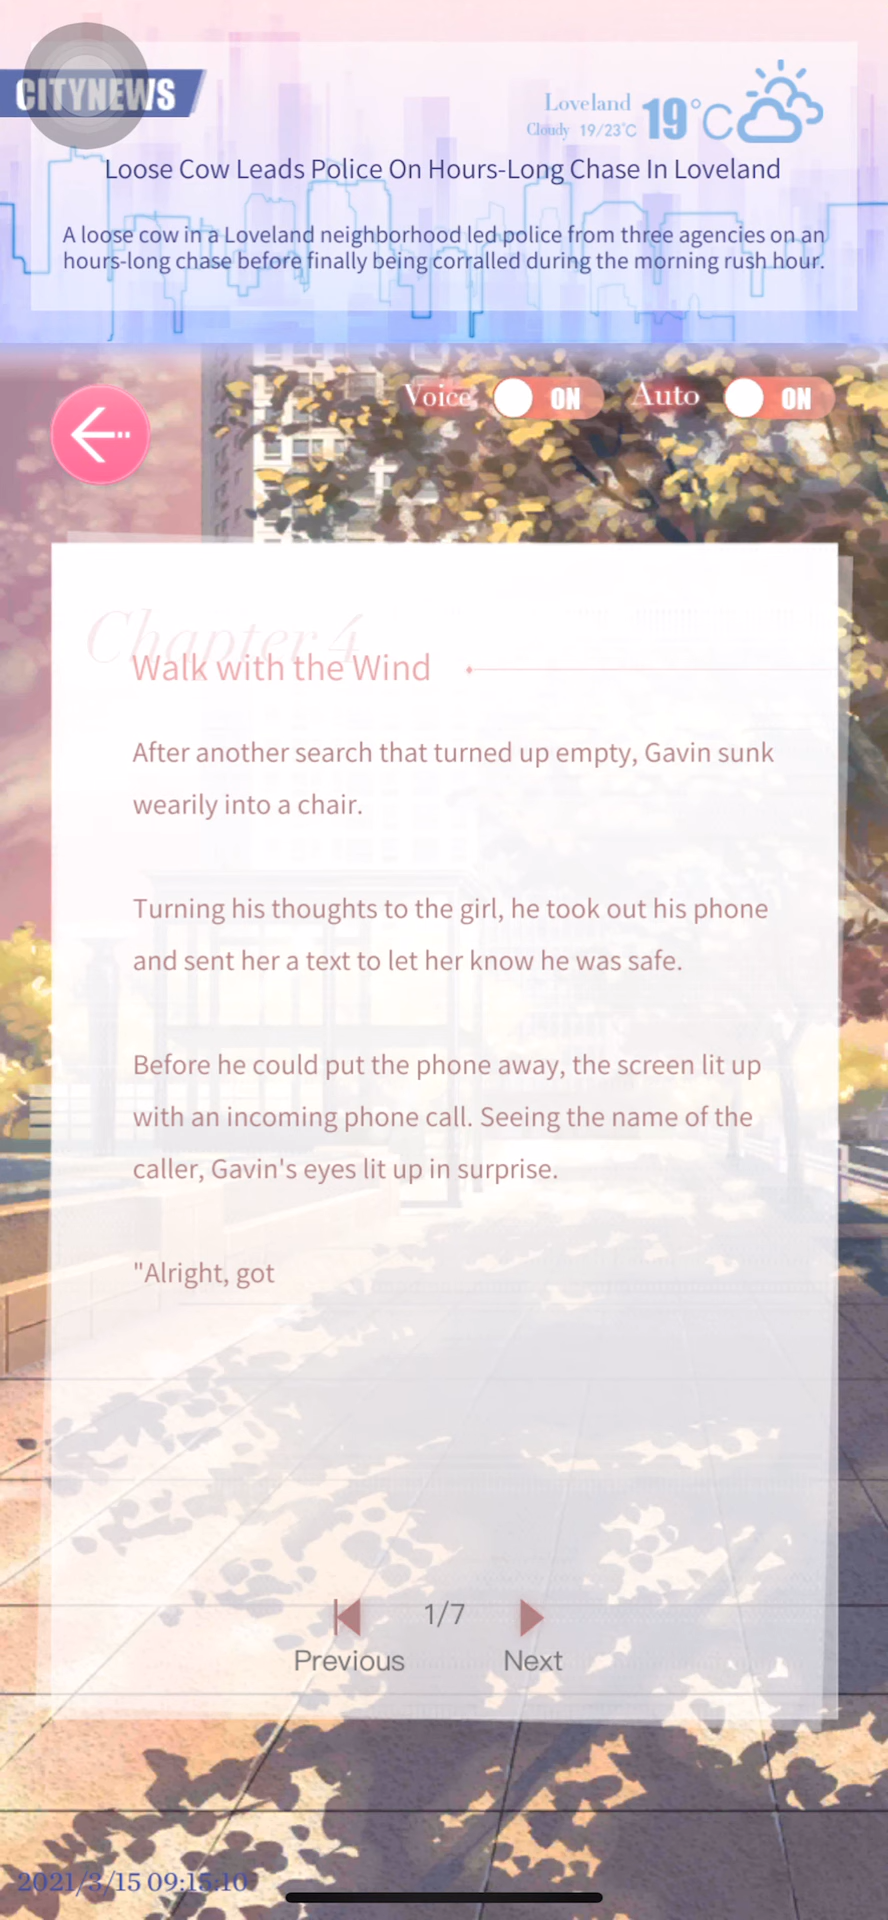 CITYNEWS
Loveland
Cloudy 19/23°C
19°C
Loose Cow Leads Police On Hours-Long Chase In Loveland
A loose cow in a Loveland neighborhood led police from three agencies on an
hours-long chase before finally being corralled during the morning rush hour.
Voice ON Auto ON
Chapter 4
Walk with the Wind
After another search that turned up empty, Gavin sunk
wearily into a chair.
Turning his thoughts to the girl, he took out his phone
and sent her a text to let her know he was safe.
Before he could put the phone away, the screen lit up
with an incoming phone call. Seeing the name of the
caller, Gavin's eyes lit up in surprise.
"Alright, got
1/7
Previous Next
2021/3/15 09:15:10